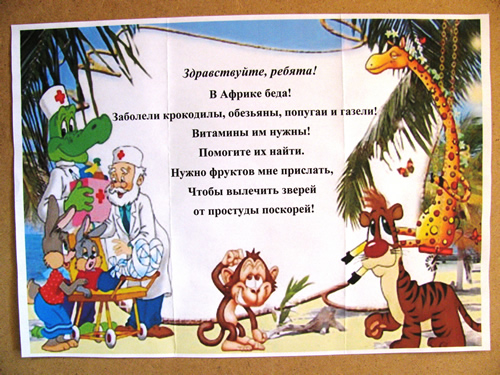 Здравствуйте, ребята!
В Африке беда!
Заболели крокодилы, обезьяны, попугаи и газели!
Витамины им нужны!
Помогите их найти.
Нужно фруктов мне прислать,
Чтобы вылечить зверей
от простуды поскорей!